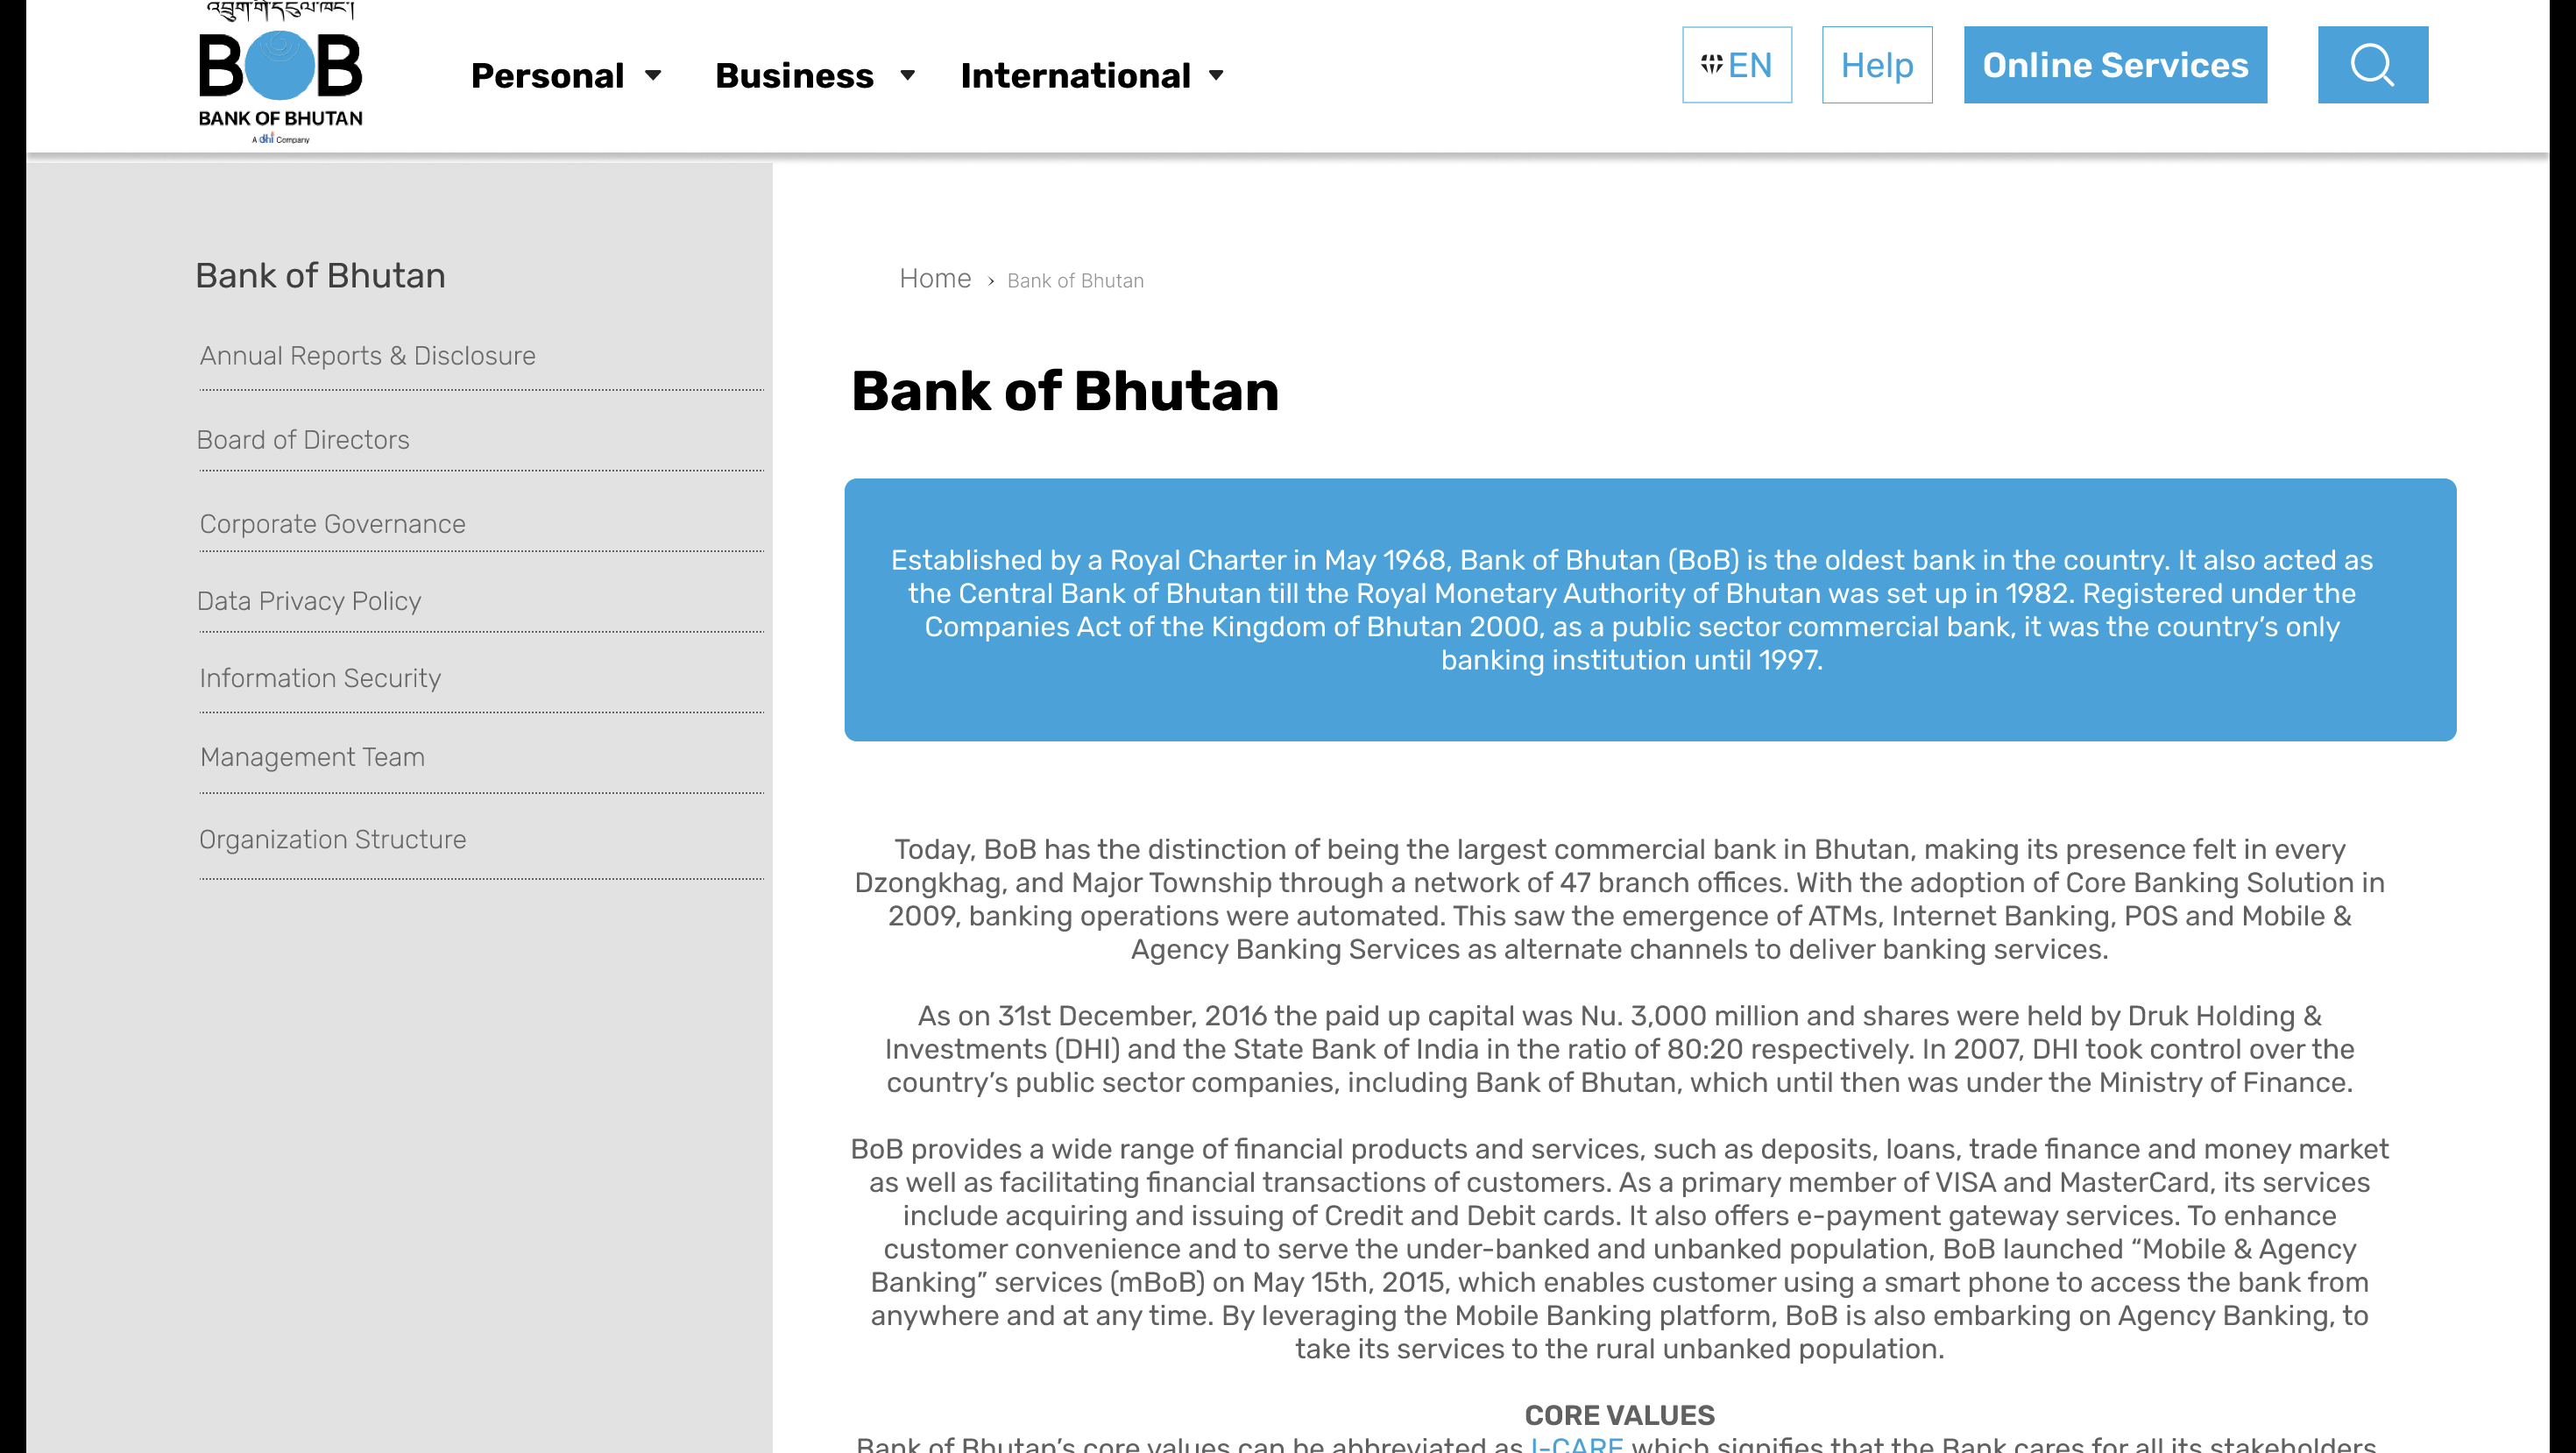 འབྲུག་གི་དངུལ་ཁང་།
BOB
BANK OF BHUTAN
A dhi Company
Personal
Business
International
EN
Help
Online Services
Bank of Bhutan
Annual Reports & Disclosure
Board of Directors
Corporate Governance
Data Privacy Policy
Information Security
Management Team
Organization Structure
Home › Bank of Bhutan
Bank of Bhutan
Established by a Royal Charter in May 1968, Bank of Bhutan (BoB) is the oldest bank in the country. It also acted as
the Central Bank of Bhutan till the Royal Monetary Authority of Bhutan was set up in 1982. Registered under the
Companies Act of the Kingdom of Bhutan 2000, as a public sector commercial bank, it was the country’s only
banking institution until 1997.
Today, BoB has the distinction of being the largest commercial bank in Bhutan, making its presence felt in every
Dzongkhag, and Major Township through a network of 47 branch offices. With the adoption of Core Banking Solution in
2009, banking operations were automated. This saw the emergence of ATMs, Internet Banking, POS and Mobile &
Agency Banking Services as alternate channels to deliver banking services.
As on 31st December, 2016 the paid up capital was Nu. 3,000 million and shares were held by Druk Holding &
Investments (DHI) and the State Bank of India in the ratio of 80:20 respectively. In 2007, DHI took control over the
country’s public sector companies, including Bank of Bhutan, which until then was under the Ministry of Finance.
BoB provides a wide range of financial products and services, such as deposits, loans, trade finance and money market
as well as facilitating financial transactions of customers. As a primary member of VISA and MasterCard, its services
include acquiring and issuing of Credit and Debit cards. It also offers e-payment gateway services. To enhance
customer convenience and to serve the under-banked and unbanked population, BoB launched “Mobile & Agency
Banking” services (mBoB) on May 15th, 2015, which enables customer using a smart phone to access the bank from
anywhere and at any time. By leveraging the Mobile Banking platform, BoB is also embarking on Agency Banking, to
take its services to the rural unbanked population.
CORE VALUES
Bank of Bhutan’s core values can be abbreviated as I-CARE which signifies that the Bank cares for all its stakeholders